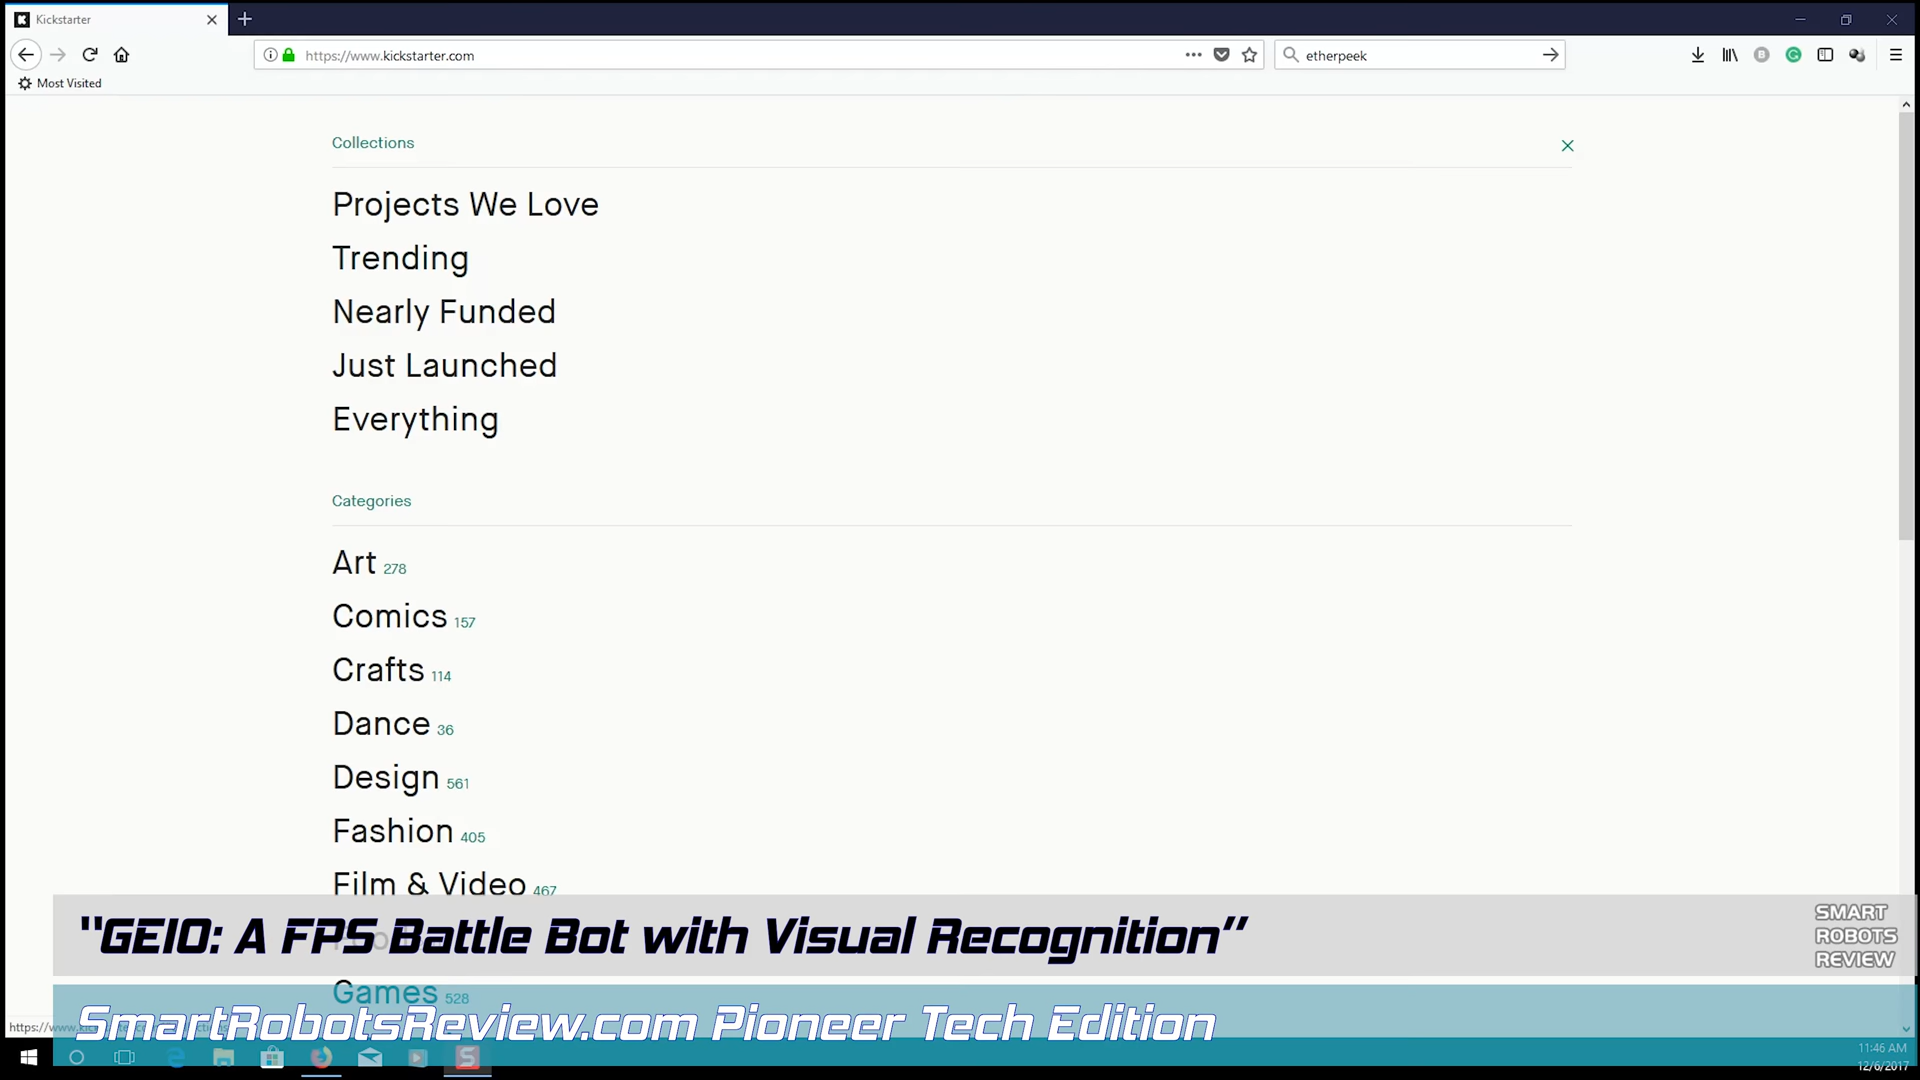 Kickstarter
https://www.kickstarter.com
etherpeek
Most Visited
Collections
Projects We Love
Trending
Nearly Funded
Just Launched
Everything
Categories
Art 278
Comics 157
Crafts 114
Dance 36
Design 561
Fashion 405
Film & Video 467
"GEIO: A FPS Battle Bot with Visual Recognition"
SMART
ROBOTS
REVIEW
Games 528
SmartRobotsReview.com Pioneer Tech Edition
11:46 AM
12/6/2017